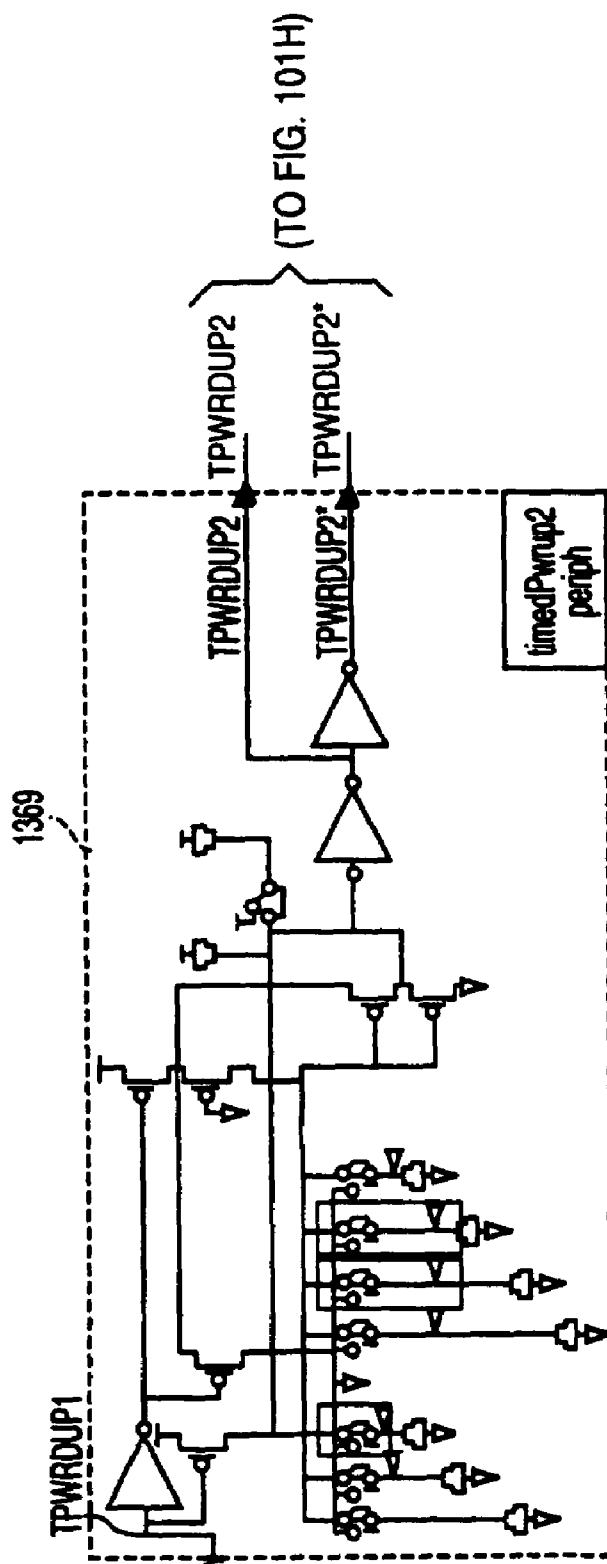 1369
TPWRDUP1
TPWRDUP2
TPWRDUP2
TPWRDUP2*
TPWRDUP2*
(TO FIG. 101H)
timedPwrup2
periph